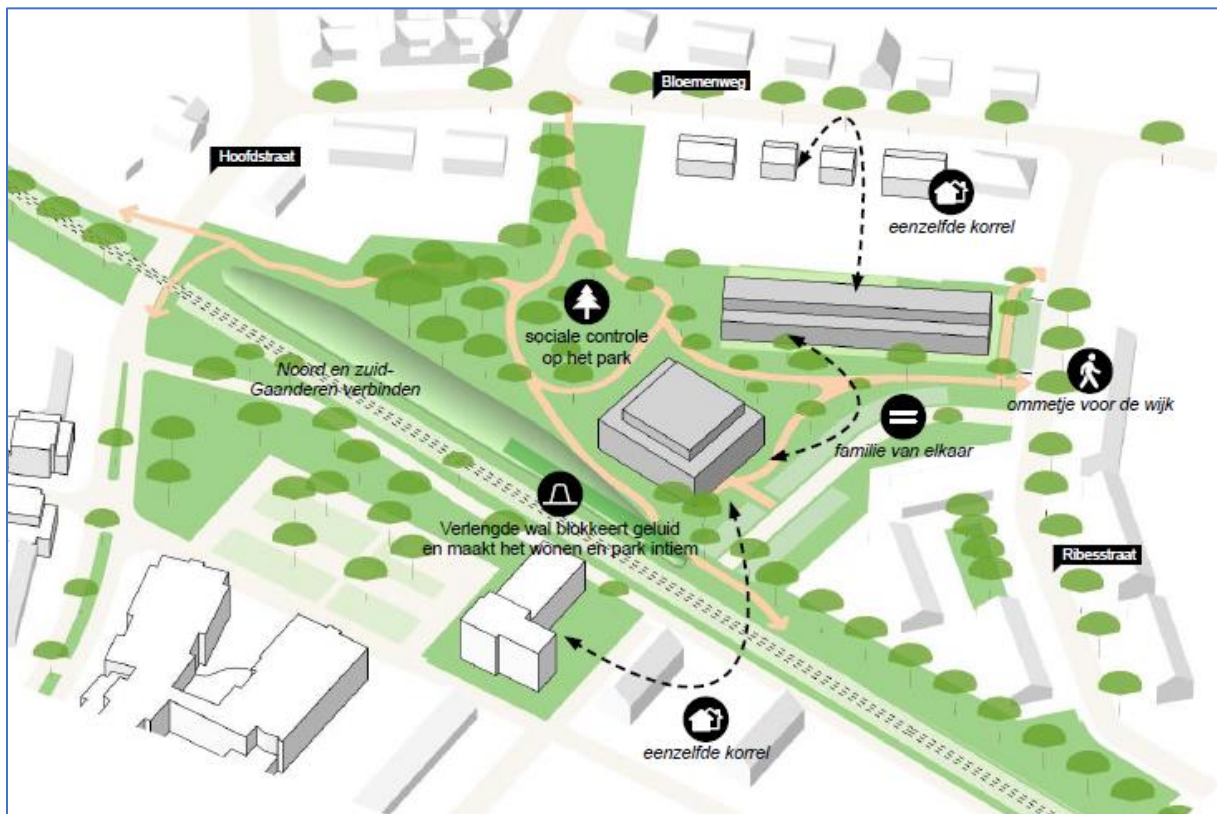 Bloemenweg
Hoofdstraat
eenzelfde korrel
sociale controle
op het park
Noord en zuid-
Gaanderen verbinden
ommetje voor de wijk
familie van elkaar
Verlengde wal blokkeert geluid
en maakt het wonen en park intiem
Ribesstraat
eenzelfde korrel